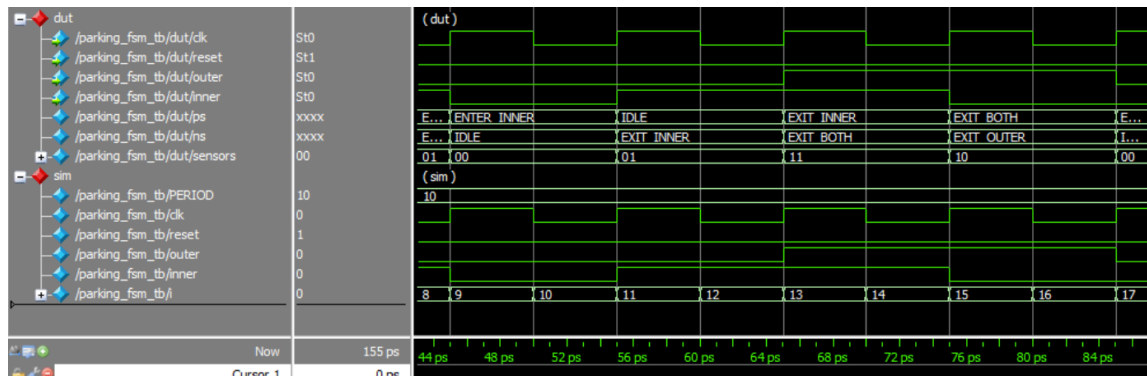 dut (dut)
/parking_fsm_tb/dut/clk St0
/parking_fsm_tb/dut/reset St1
/parking_fsm_tb/dut/outer St0
/parking_fsm_tb/dut/inner St0
/parking_fsm_tb/dut/ps xxxx E... ENTER_INNER IDLE EXIT_INNER EXIT_BOTH E...
/parking_fsm_tb/dut/ns xxxx E... IDLE EXIT_INNER EXIT_BOTH EXIT_OUTER I...
/parking_fsm_tb/dut/sensors 00 01 00 01 11 10 00
sim (sim)
/parking_fsm_tb/PERIOD 10 10
/parking_fsm_tb/clk 0
/parking_fsm_tb/reset 1
/parking_fsm_tb/outer 0
/parking_fsm_tb/inner 0
/parking_fsm_tb/i 0 8 9 10 11 12 13 14 15 16 17
Now 155 ps 44 ps 48 ps 52 ps 56 ps 60 ps 64 ps 68 ps 72 ps 76 ps 80 ps 84 ps
Cursor 1 0 ps